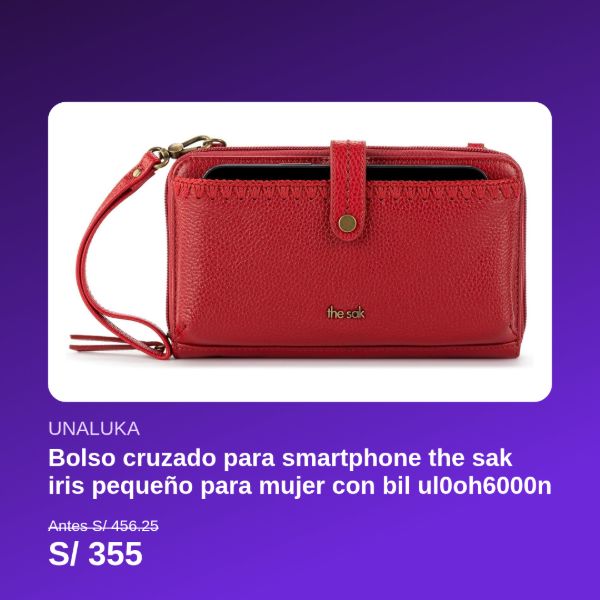 the sak
UNALUKA
Bolso cruzado para smartphone the sak
iris pequeño para mujer con bil ul0oh6000n
Antes S/ 456.25
S/ 355